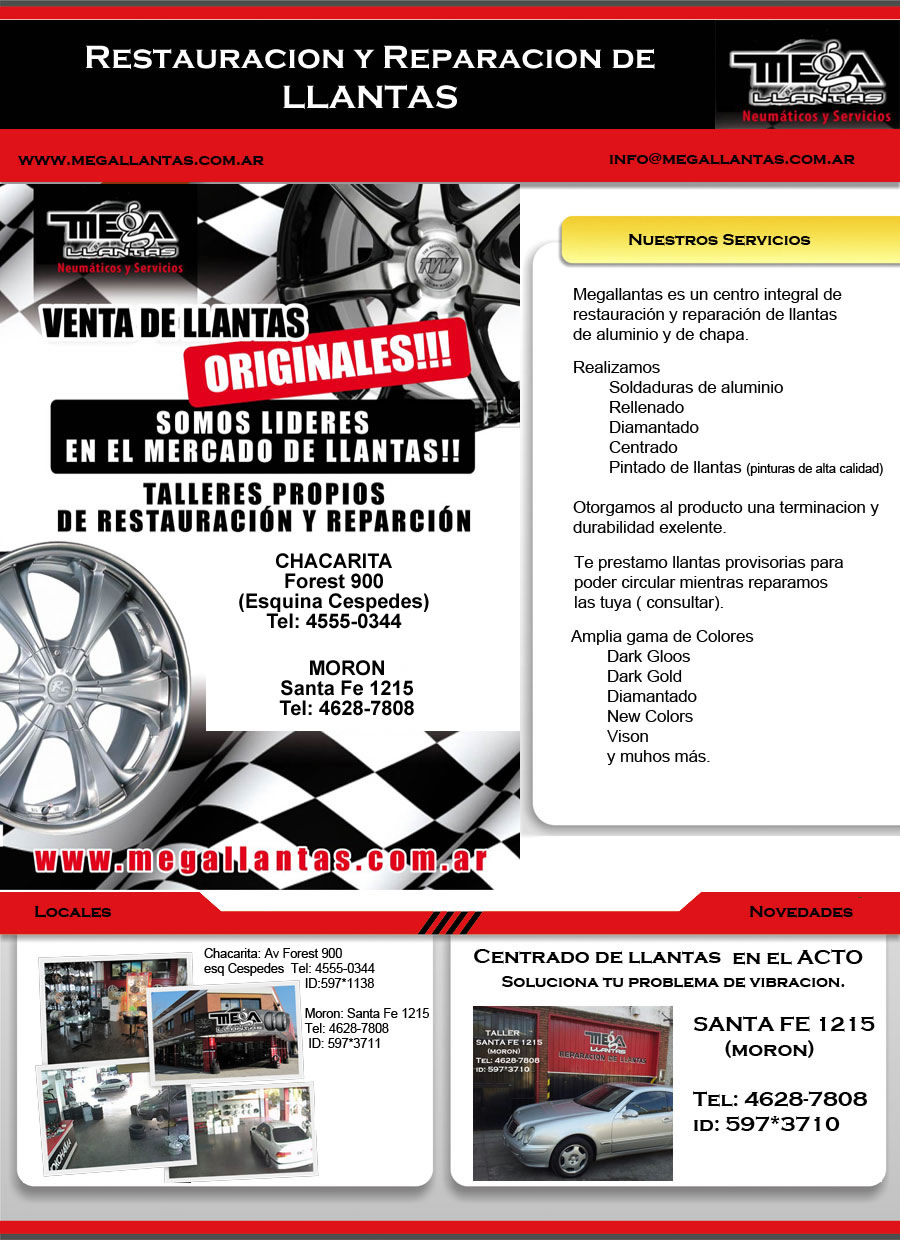 RESTAURACION Y REPARACION DE
LLANTAS
MEGA
LLANTAS
Neumáticos y Servicios
WWW.MEGALLANTAS.COM.AR
INFO@MEGALLANTAS.COM.AR
MEGA
LLANTAS
Neumáticos y Servicios
TVW
VENTA DE LLANTAS
ORIGINALES!!!
SOMOS LIDERES
EN EL MERCADO DE LLANTAS!!
TALLERES PROPIOS
DE RESTAURACIÓN Y REPARCIÓN
CHACARITA
Forest 900
(Esquina Cespedes)
Tel: 4555-0344
MORON
Santa Fe 1215
Tel: 4628-7808
RS
www.megallantas.com.ar
NUESTROS SERVICIOS
Megallantas es un centro integral de
restauración y reparación de llantas
de aluminio y de chapa.
Realizamos
Soldaduras de aluminio
Rellenado
Diamantado
Centrado
Pintado de llantas (pinturas de alta calidad)
Otorgamos al producto una terminacion y
durabilidad exelente.
Te prestamo llantas provisorias para
poder circular mientras reparamos
las tuya ( consultar).
Amplia gama de Colores
Dark Gloos
Dark Gold
Diamantado
New Colors
Vison
y muhos más.
LOCALES
Chacarita: Av Forest 900
esq Cespedes Tel: 4555-0344
ID:597*1138
Moron: Santa Fe 1215
Tel: 4628-7808
ID: 597*3711
MEGA
LLANTAS
YOKOHAMA
NOVEDADES
CENTRADO DE LLANTAS EN EL ACTO
SOLUCIONA TU PROBLEMA DE VIBRACION.
TALLER
SANTA FE 1215
(MORON)
TEL: 4628-7808
ID: 597*3710
MEGA
LLANTAS
REPARACION DE LLANTAS
SANTA FE 1215
(MORON)
TEL: 4628-7808
ID: 597*3710